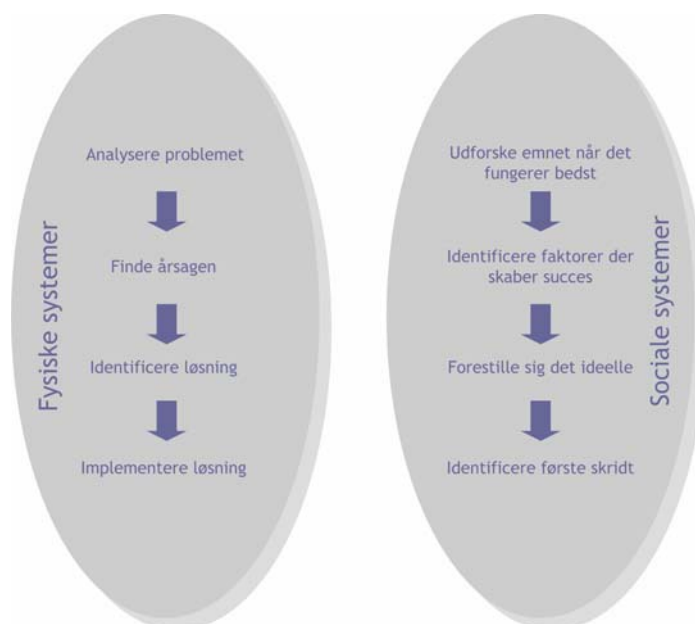 Fysiske systemer
Analysere problemet
Finde årsagen
Identificere løsning
Implementere løsning
Udforske emnet når det
fungerer bedst
Identificere faktorer der
skaber succes
Forestille sig det ideelle
Identificere første skridt
Sociale systemer